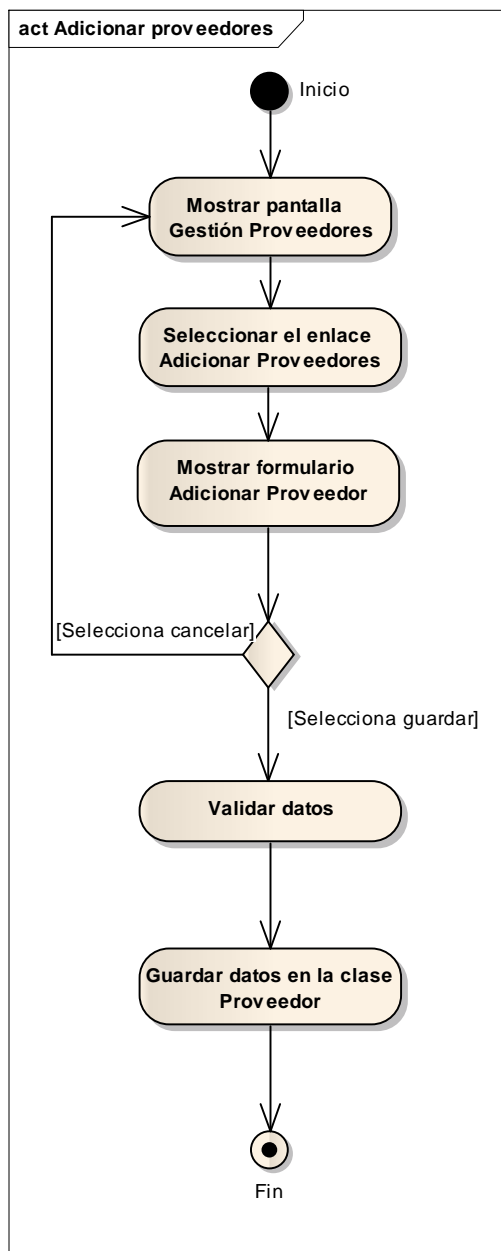 act Adicionar proveedores
Inicio
Mostrar pantalla
Gestión Proveedores
Seleccionar el enlace
Adicionar Proveedores
Mostrar formulario
Adicionar Proveedor
[Selecciona cancelar]
[Selecciona guardar]
Validar datos
Guardar datos en la clase
Proveedor
Fin